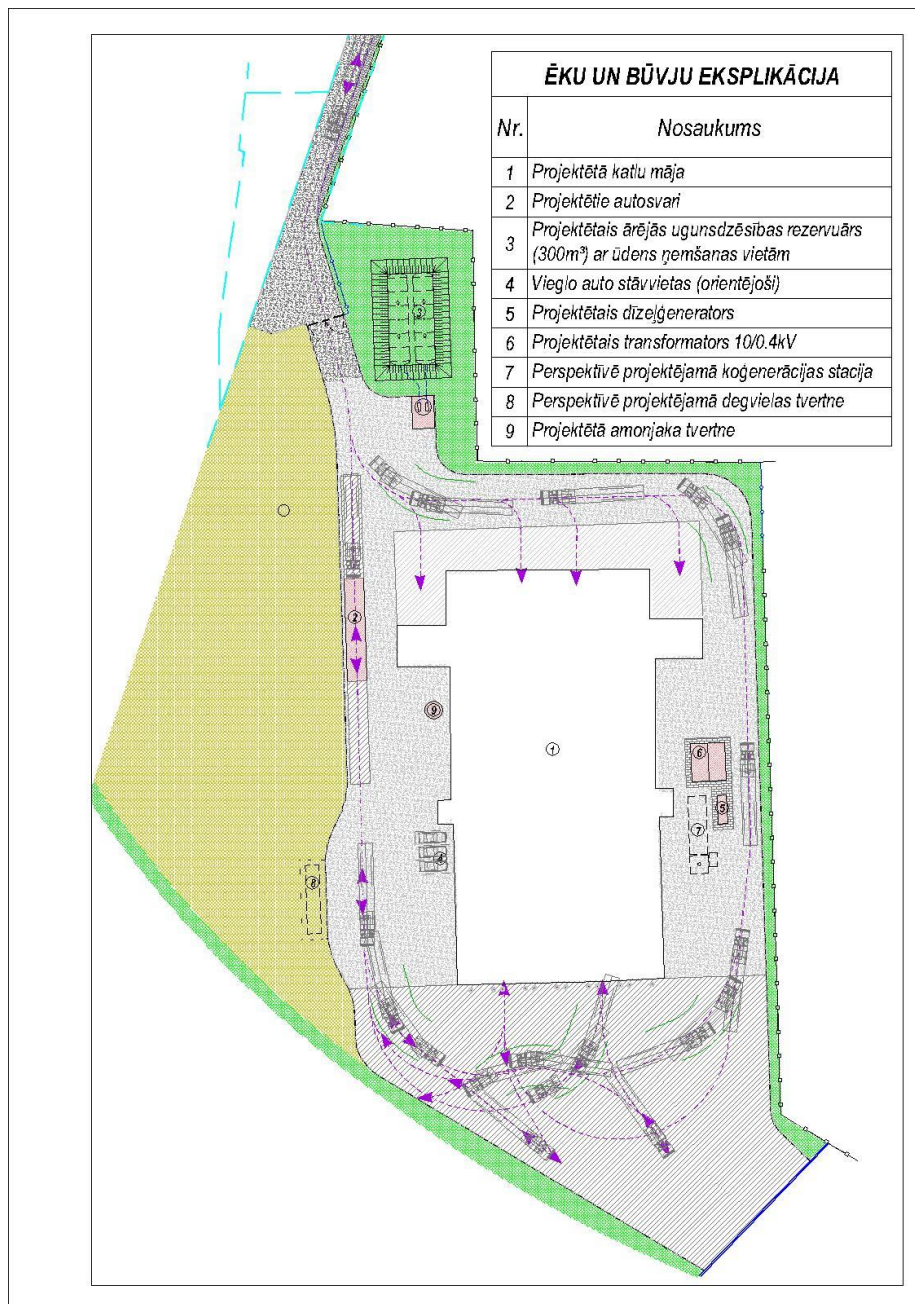 ĒKU UN BŪVJU EKSPLIKĀCIJA
Nr. Nosaukums
1 Projektētā katlu māja
2 Projektētie autosvari
3 Projektētais ārējās ugunsdzēsības rezervuārs
(300m³) ar ūdens ņemšanas vietām
4 Vieglo auto stāvvietas (orientējoši)
5 Projektētais dīzeļģenerators
6 Projektētais transformators 10/0.4kV
7 Perspektīvē projektējamā koģenerācijas stacija
8 Perspektīvē projektējamā degvielas tvertne
9 Projektētā amonjaka tvertne
3
2
9
1
6
5
7
4
8